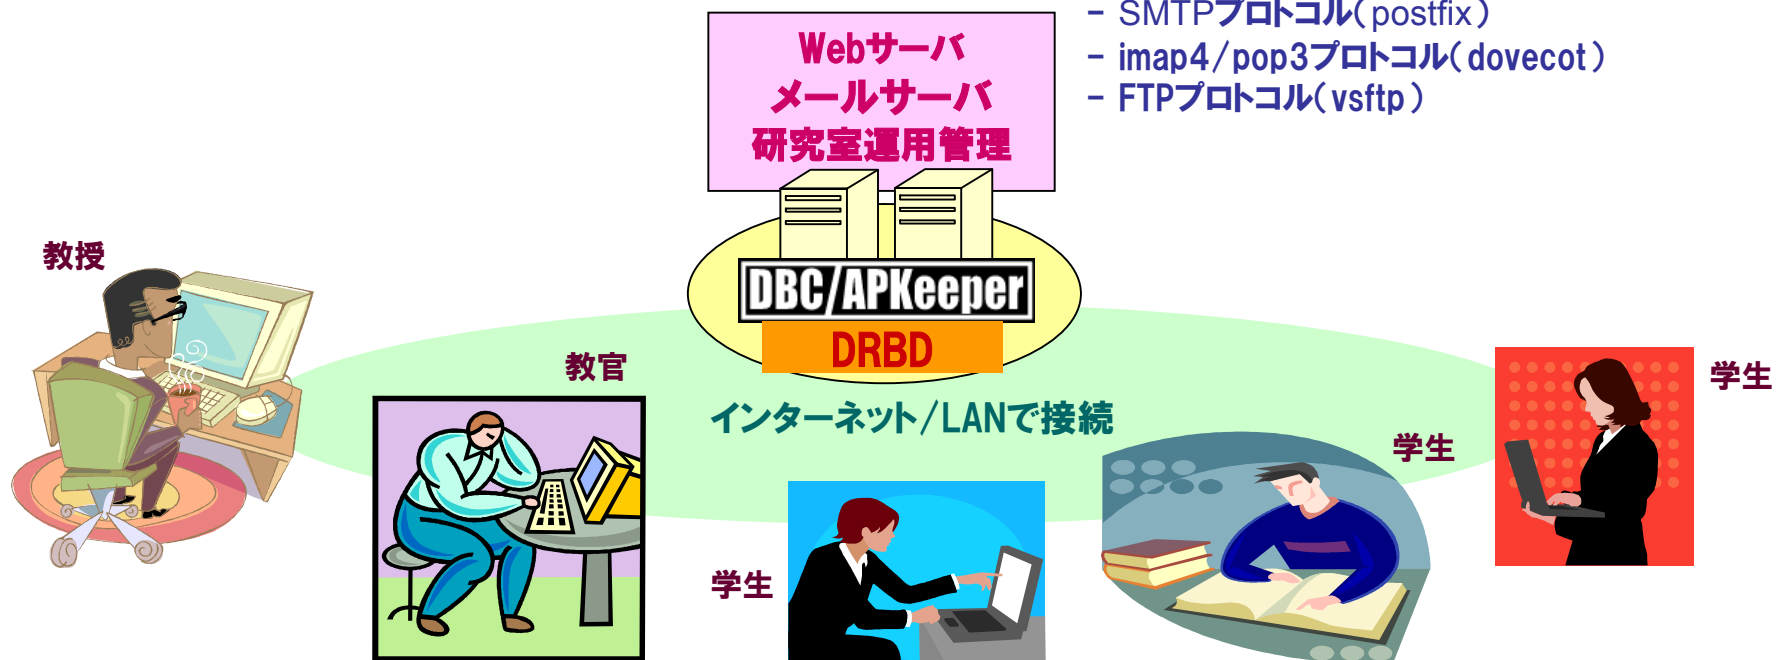 - SMTPプロトコル(postfix)
- imap4/pop3プロトコル(dovecot)
- FTPプロトコル(vsftp)
Webサーバ
メールサーバ
研究室運用管理
DBC/APKeeper
DRBD
インターネット/LANで接続
教授
教官
学生
学生
学生